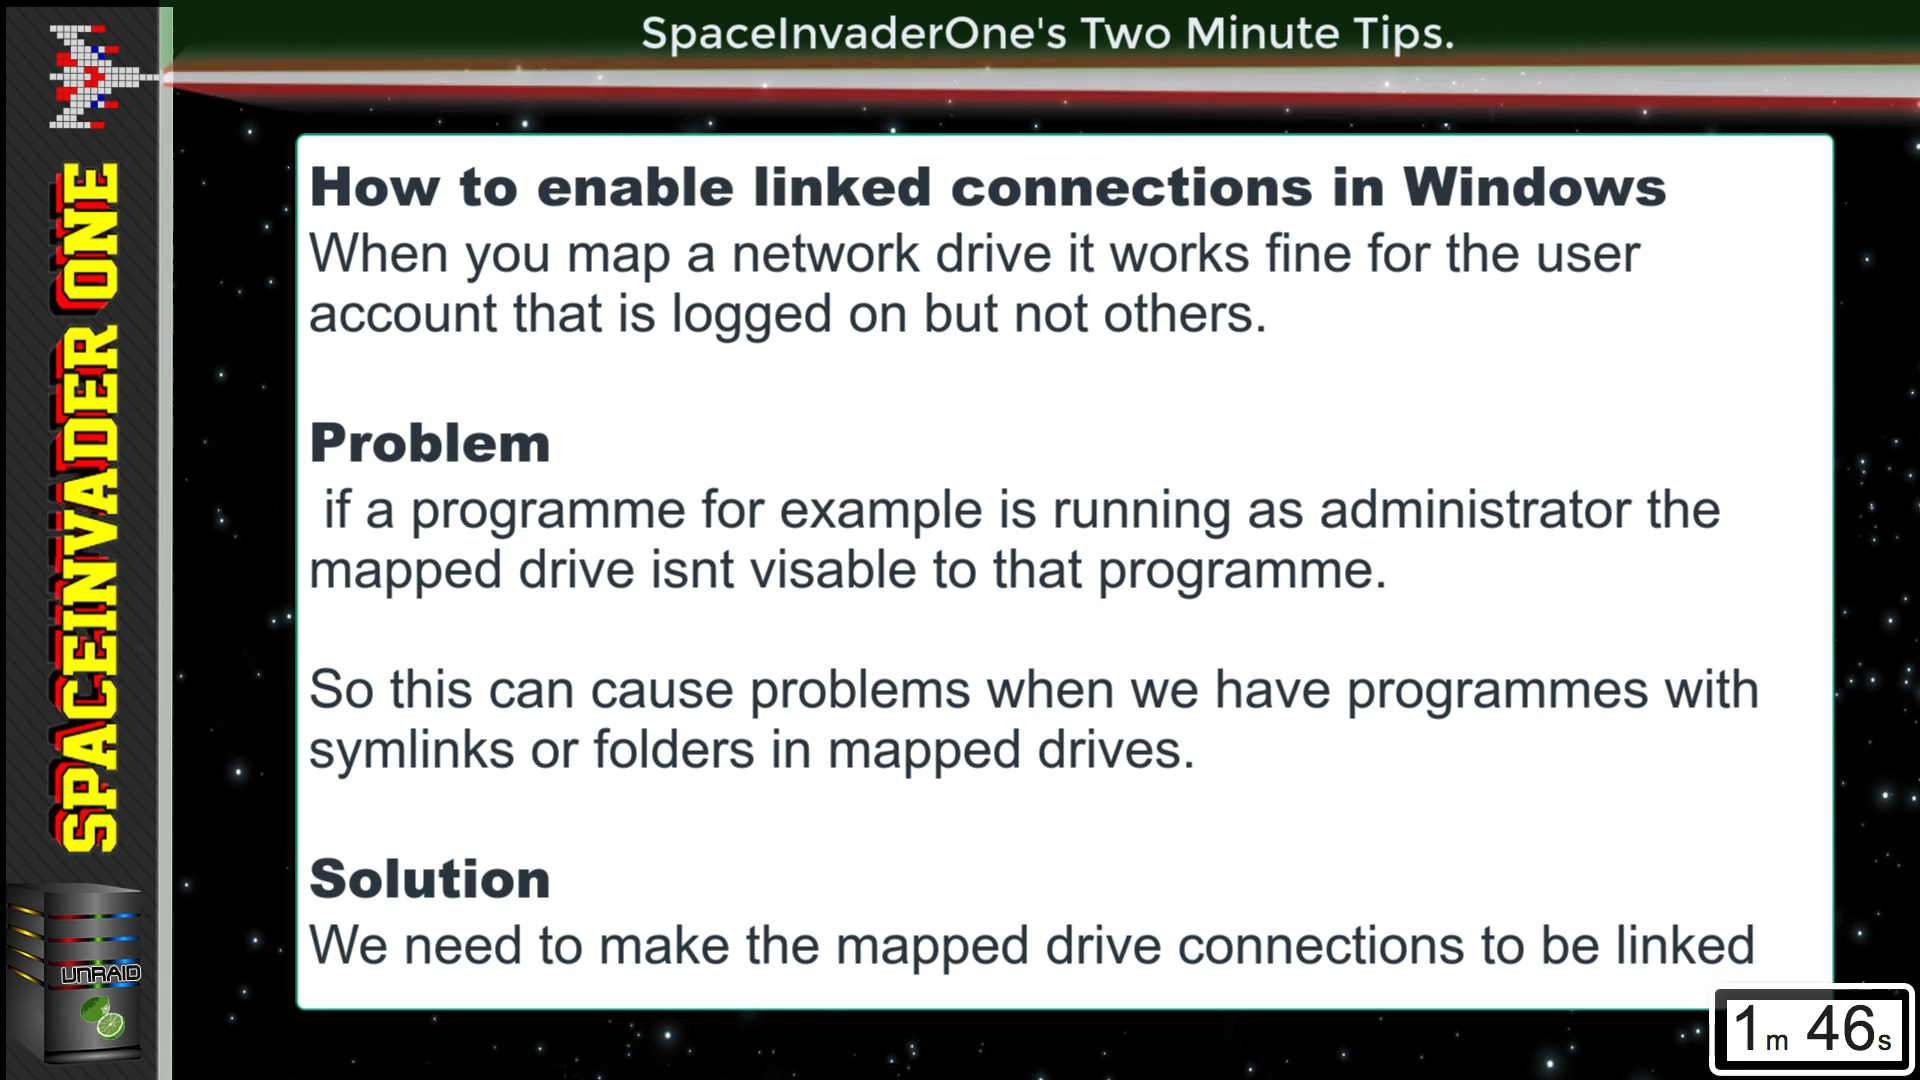 SpaceInvaderOne's Two Minute Tips.
SPACEINVADER ONE
How to enable linked connections in Windows
When you map a network drive it works fine for the user
account that is logged on but not others.
Problem
if a programme for example is running as administrator the
mapped drive isnt visable to that programme.
So this can cause problems when we have programmes with
symlinks or folders in mapped drives.
Solution
We need to make the mapped drive connections to be linked
UNRAID
1m 46s